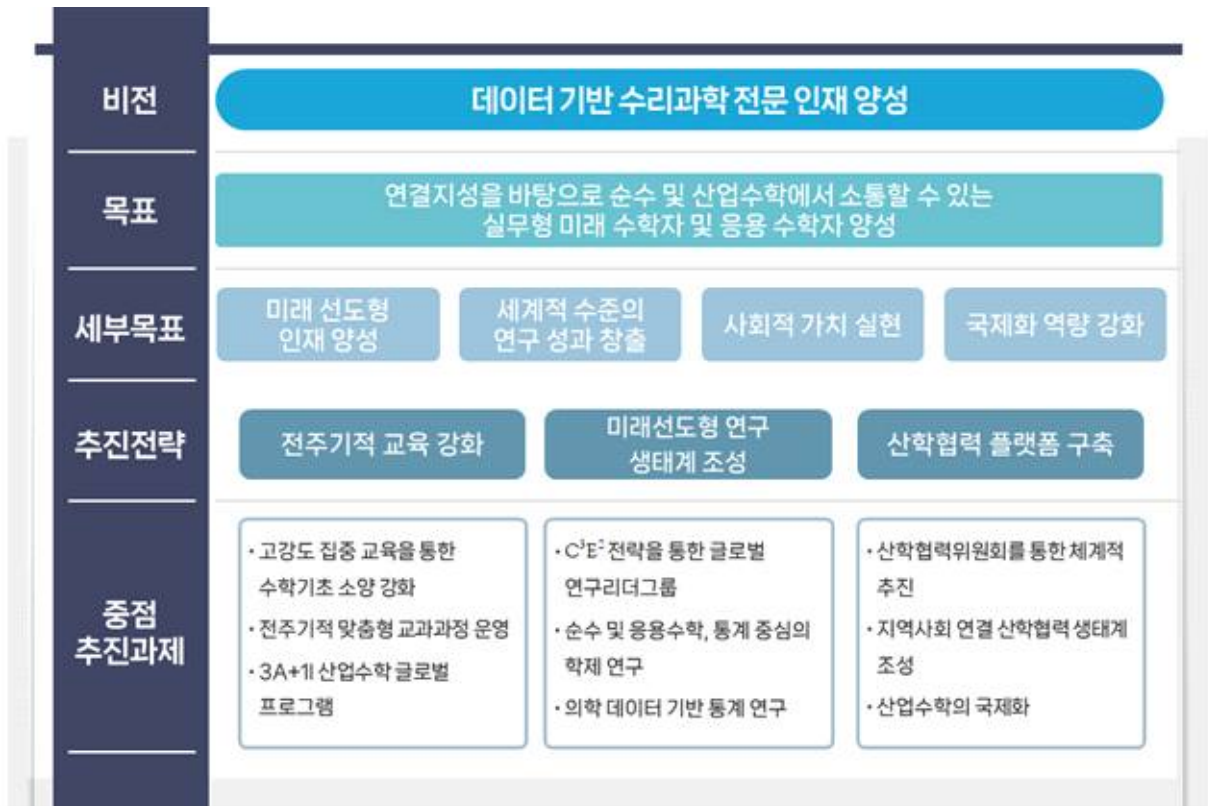 비전
데이터 기반 수리과학 전문 인재 양성
목표
연결지성을 바탕으로 순수 및 산업수학에서 소통할 수 있는
실무형 미래 수학자 및 응용 수학자 양성
세부목표
미래 선도형
인재 양성
세계적 수준의
연구 성과 창출
사회적 가치 실현
국제화 역량 강화
추진전략
전주기적 교육 강화
미래선도형 연구
생태계 조성
산학협력 플랫폼 구축
중점
추진과제
· 고강도 집중 교육을 통한
수학기초 소양 강화
· 전주기적 맞춤형 교과과정 운영
· 3A+1I 산업수학 글로벌
프로그램
· C³E² 전략을 통한 글로벌
연구리더그룹
· 순수 및 응용수학, 통계 중심의
학제 연구
· 의학 데이터 기반 통계 연구
· 산학협력위원회를 통한 체계적
추진
· 지역사회 연결 산학협력 생태계
조성
· 산업수학의 국제화